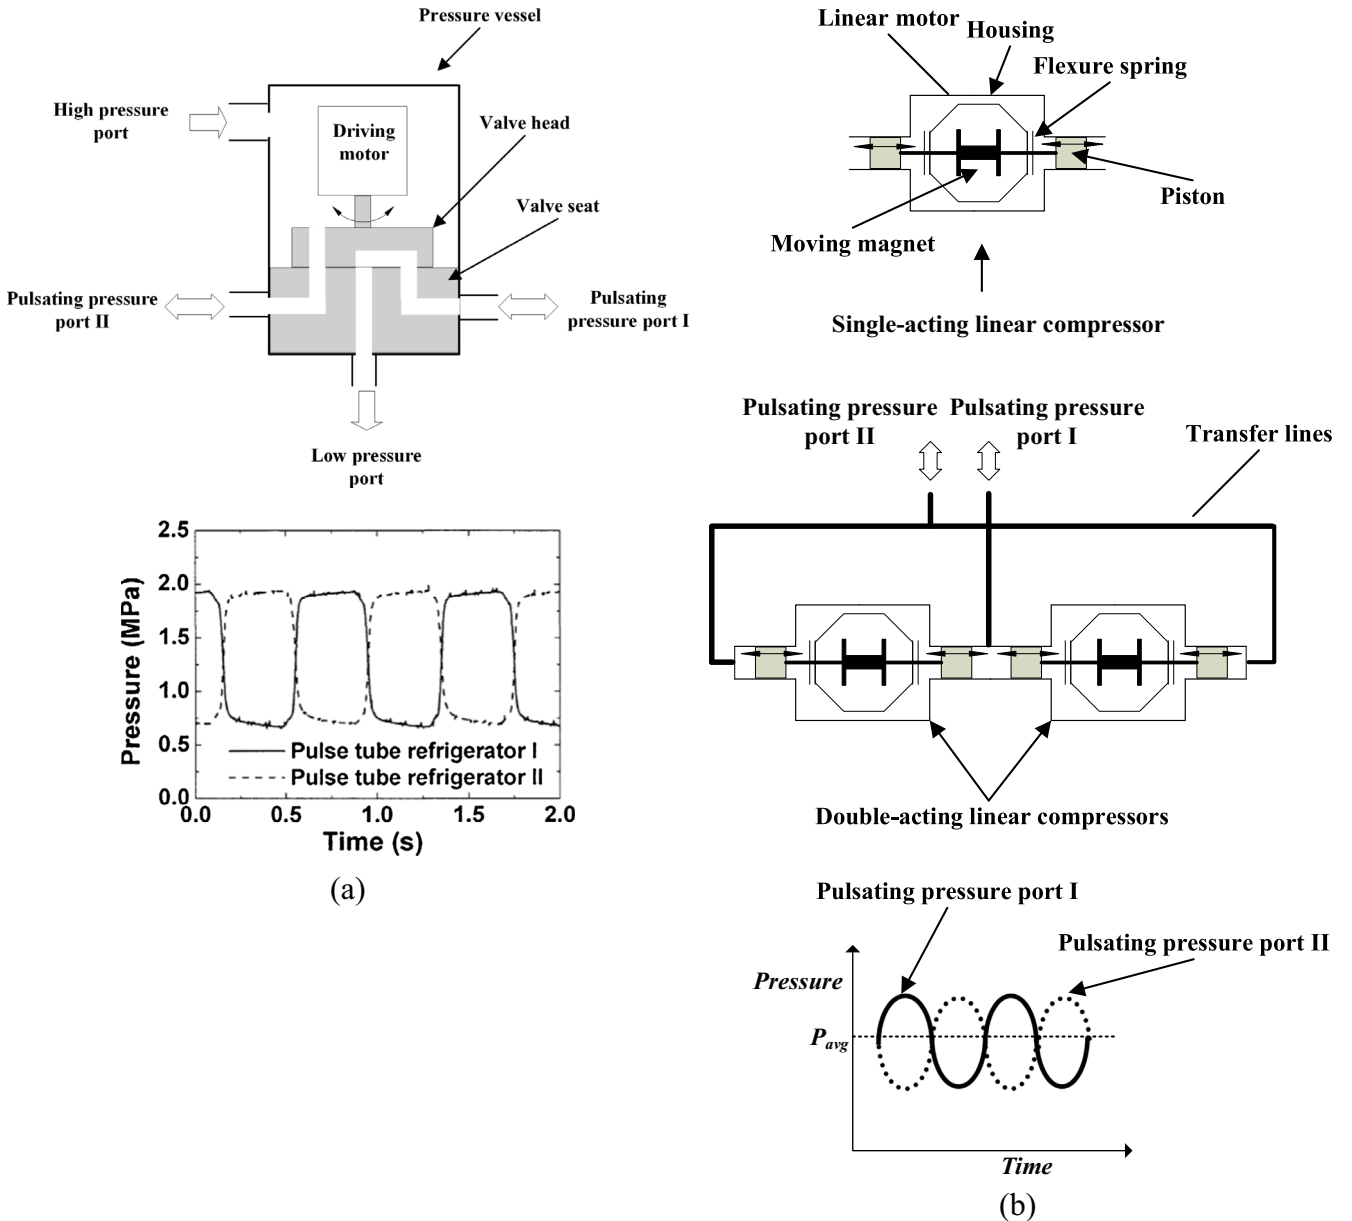 Pressure vessel
High pressure
port
Driving
motor
Valve head
Valve seat
Pulsating pressure
port II
Pulsating
pressure port I
Low pressure
port
2.5
2.0
1.5
1.0
0.5
0.0
Pressure (MPa)
Pulse tube refrigerator I
Pulse tube refrigerator II
0.0 0.5 1.0 1.5 2.0
Time (s)
(a)
Linear motor
Housing
Flexure spring
Piston
Moving magnet
Single-acting linear compressor
Pulsating pressure
port II
Pulsating pressure
port I
Transfer lines
Double-acting linear compressors
Pulsating pressure port I
Pulsating pressure port II
Pressure
Pavg
Time
(b)